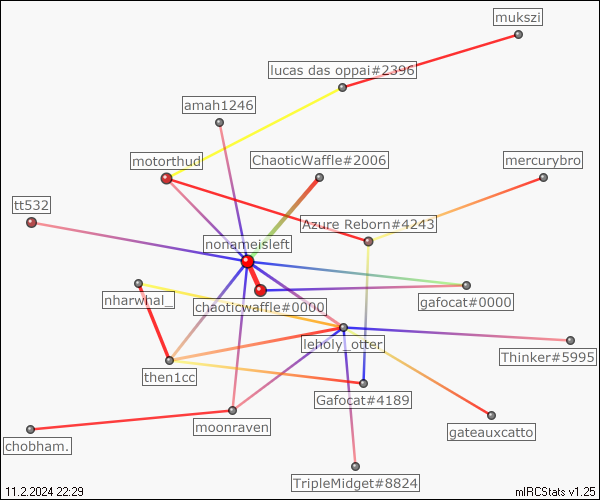 mukszi
lucas das oppai#2396
amah1246
motorthud
ChaoticWaffle#2006
mercurybro
tt532
Azure Reborn#4243
nonameisleft
nharwhal_
chaoticwaffle#0000
gafocat#0000
leholy_otter
Thinker#5995
then1cc
Gafocat#4189
moonraven
gateauxcatto
chobham.
TripleMidget#8824
11.2.2024 22:29
mIRCStats v1.25